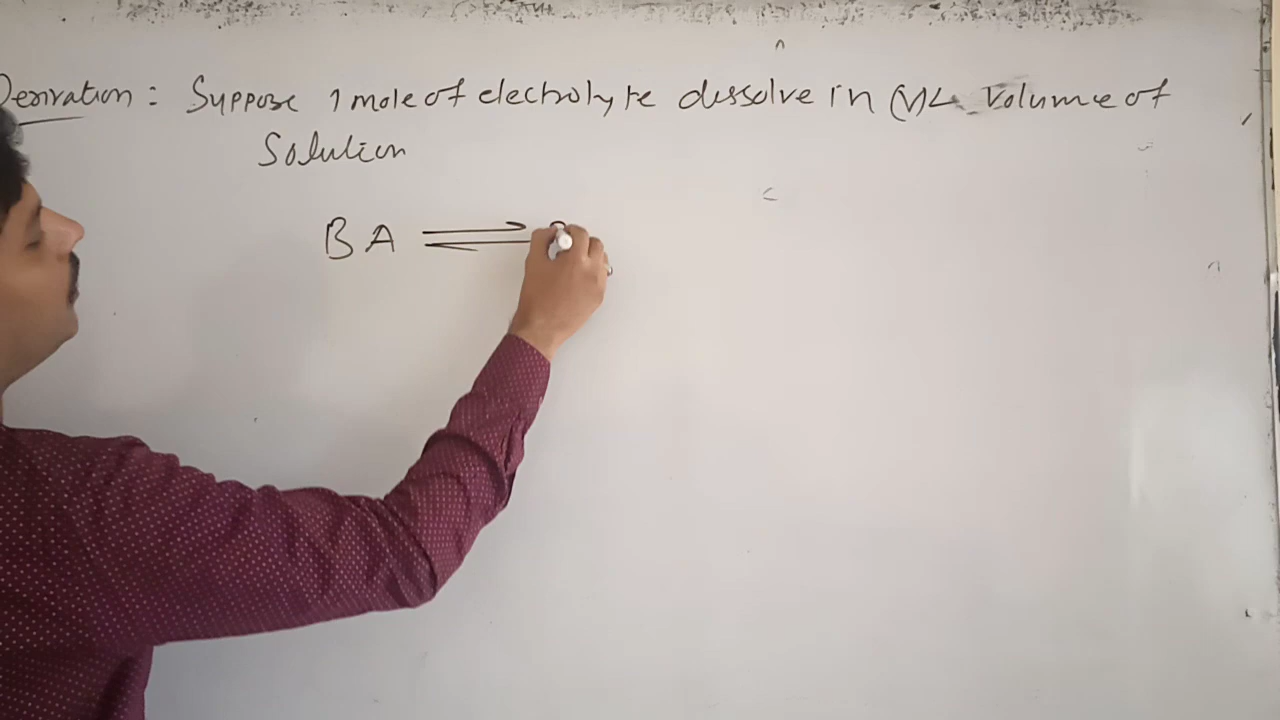 Derivation: Suppose 1 mole of electrolyte dissolve in (V)L Volume of
Solution
BA ⇌